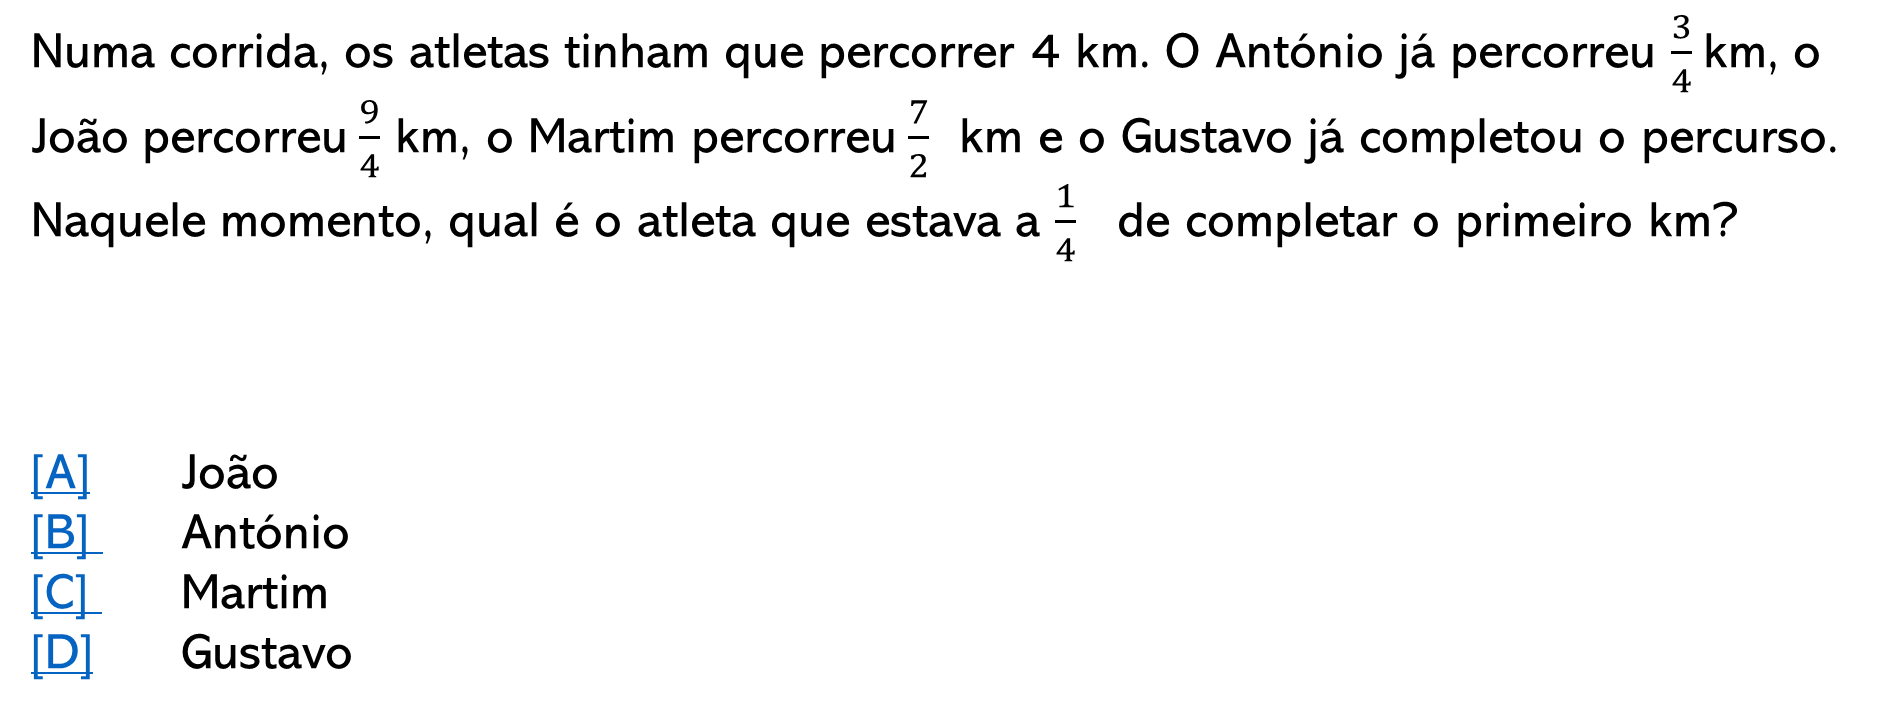 Numa corrida, os atletas tinham que percorrer 4 km. O António já percorreu 3/4 km, o
João percorreu 9/4 km, o Martim percorreu 7/2 km e o Gustavo já completou o percurso.
Naquele momento, qual é o atleta que estava a 1/4 de completar o primeiro km?
[A] João
[B] António
[C] Martim
[D] Gustavo